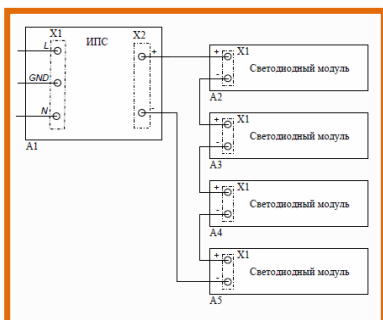 X1 ИПС X2
L
GND
N
+
-
A1
+ X1
Светодиодный модуль
-
A2
+ X1
Светодиодный модуль
-
A3
+ X1
Светодиодный модуль
-
A4
+ X1
Светодиодный модуль
-
A5